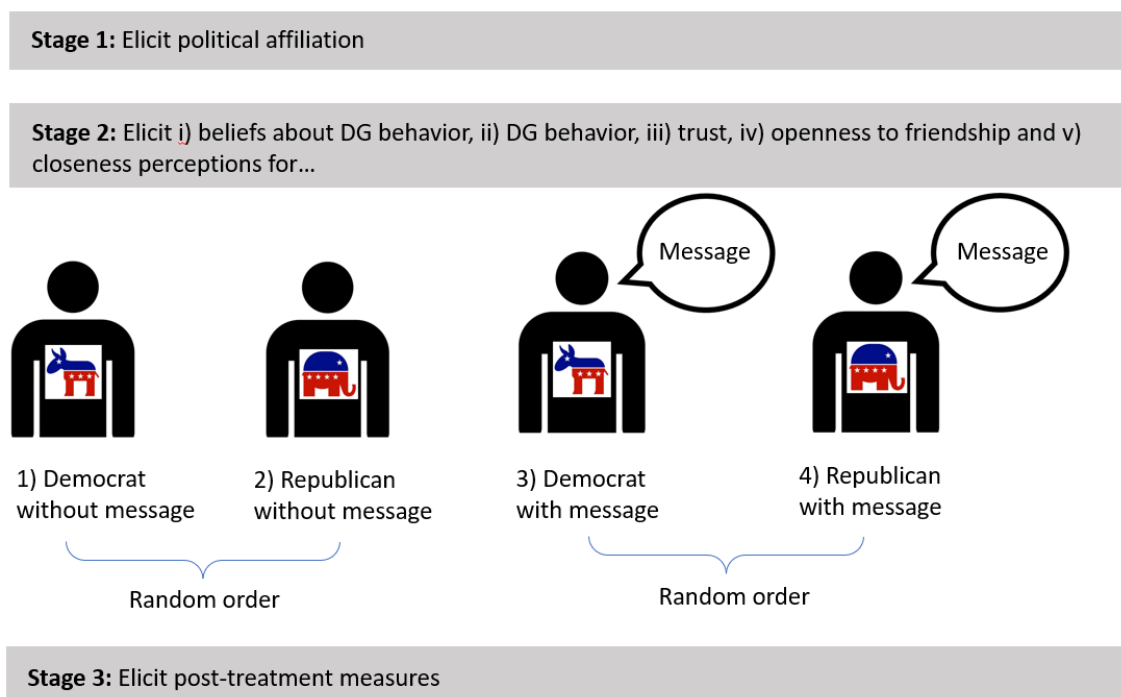 Stage 1: Elicit political affiliation
Stage 2: Elicit i) beliefs about DG behavior, ii) DG behavior, iii) trust, iv) openness to friendship and v)
closeness perceptions for...
Message
Message
1) Democrat
without message
2) Republican
without message
3) Democrat
with message
4) Republican
with message
Random order
Random order
Stage 3: Elicit post-treatment measures